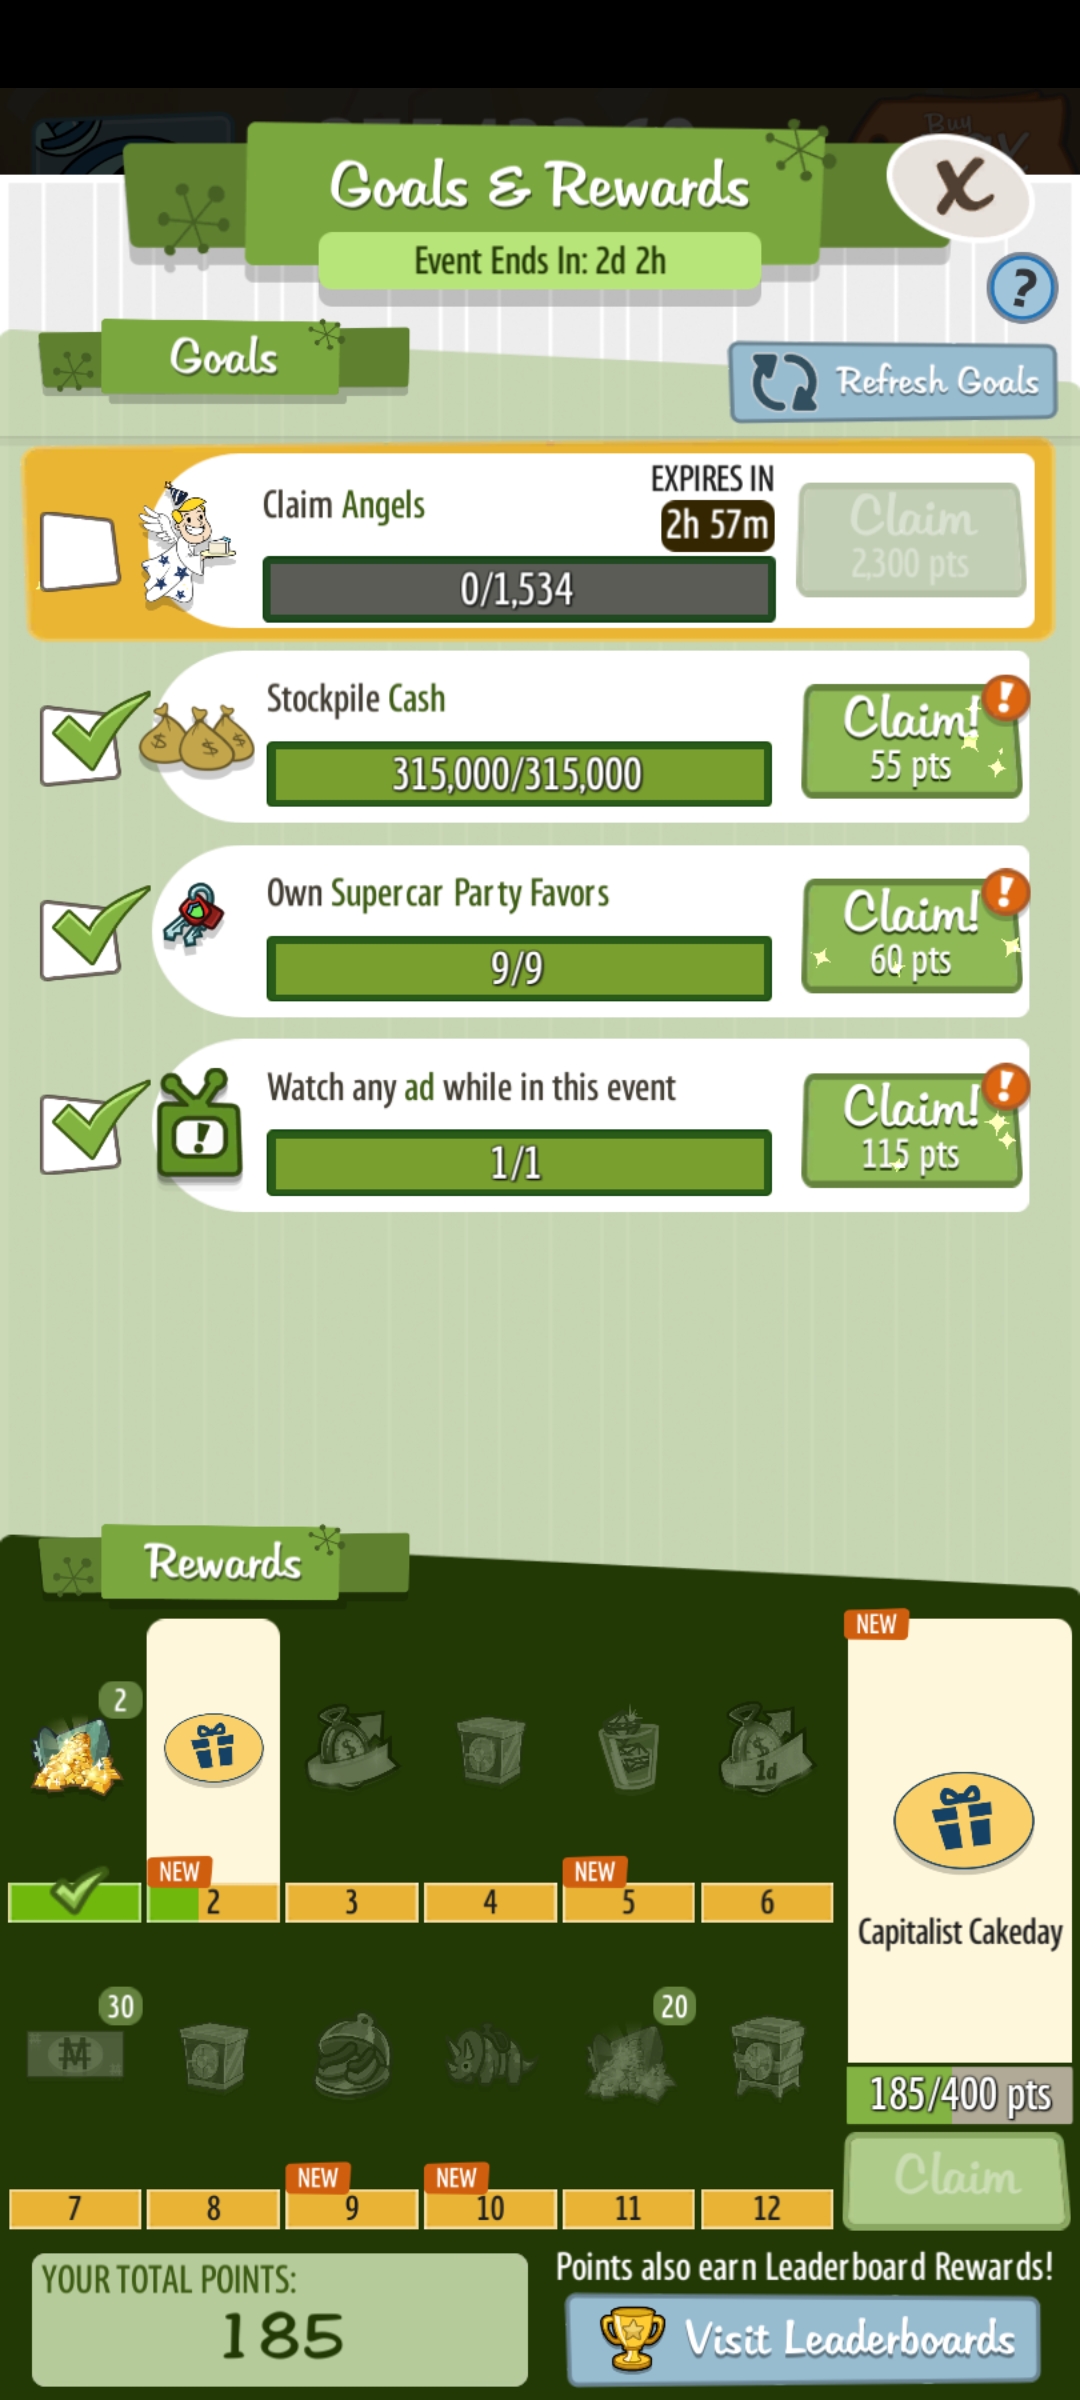 Buy
Goals & Rewards
X
Event Ends In: 2d 2h
?
Goals
Refresh Goals
Claim Angels
EXPIRES IN
2h 57m
0/1,534
Claim
2,300 pts
Stockpile Cash
315,000/315,000
Claim!
55 pts
!
Own Supercar Party Favors
9/9
Claim!
60 pts
!
Watch any ad while in this event
1/1
Claim!
115 pts
!
Rewards
2
1d
NEW
2
3
4
NEW
5
6
NEW
Capitalist Cakeday
30
20
185/400 pts
Claim
7
8
NEW
9
NEW
10
11
12
YOUR TOTAL POINTS:
185
Points also earn Leaderboard Rewards!
Visit Leaderboards